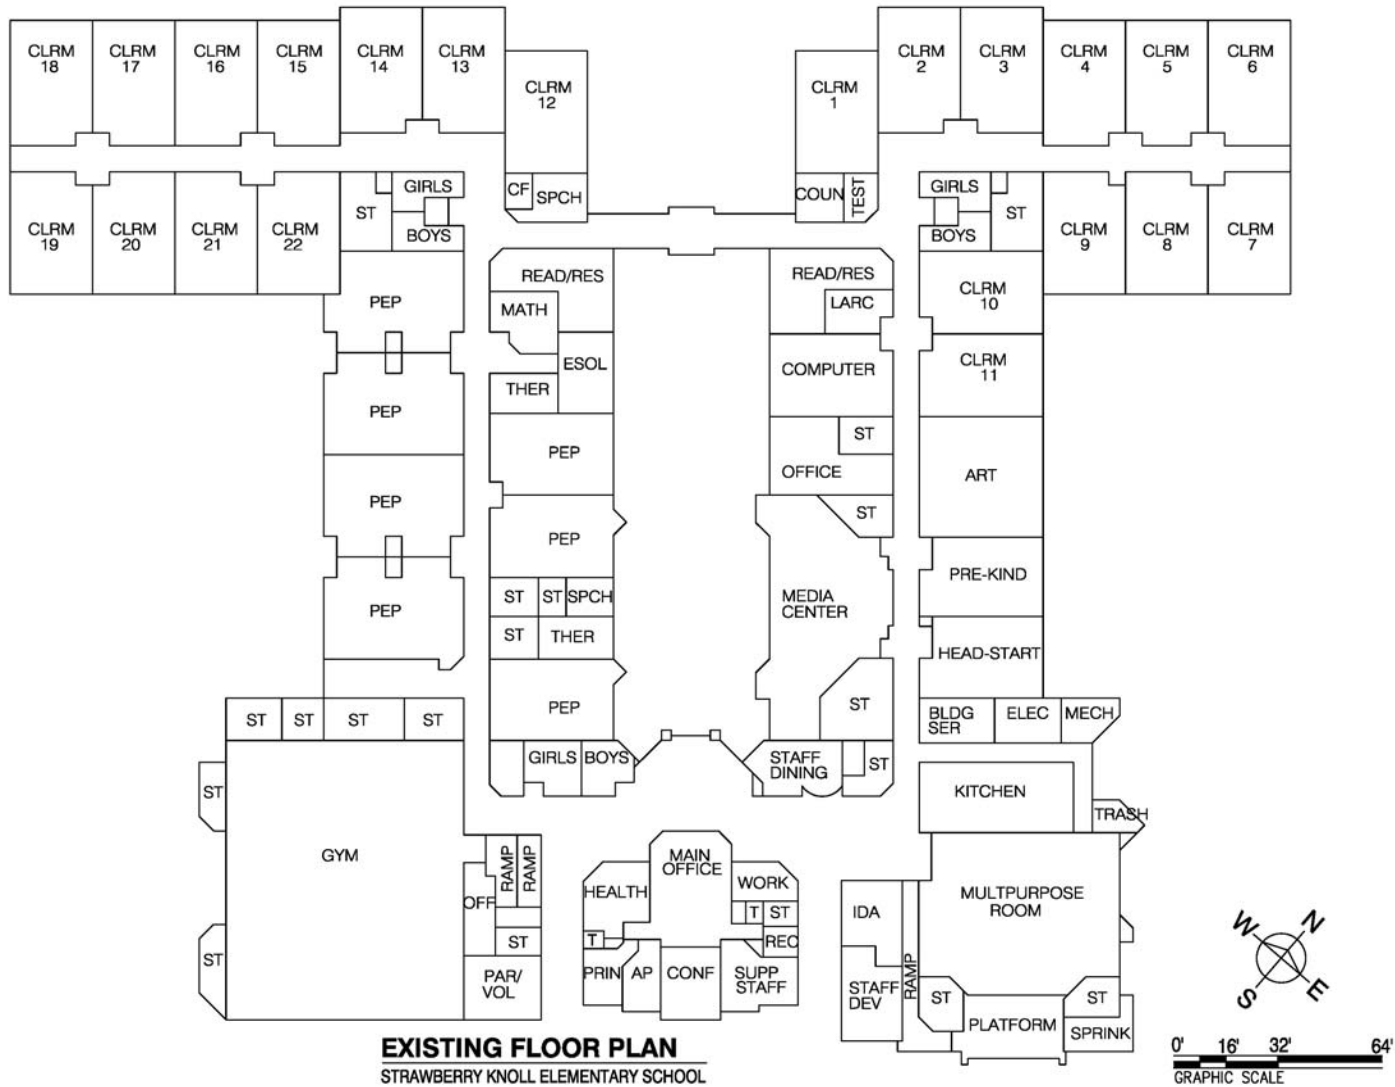 CLRM
18
CLRM
17
CLRM
16
CLRM
15
CLRM
14
CLRM
13
CLRM
12
CLRM
1
CLRM
2
CLRM
3
CLRM
4
CLRM
5
CLRM
6
CF
SPCH
COUN
TEST
GIRLS
ST
BOYS
GIRLS
ST
BOYS
CLRM
19
CLRM
20
CLRM
21
CLRM
22
CLRM
9
CLRM
8
CLRM
7
PEP
READ/RES
MATH
READ/RES
LARC
CLRM
10
ESOL
THER
COMPUTER
CLRM
11
PEP
PEP
ST
OFFICE
ART
PEP
PEP
ST
PRE-KIND
PEP
ST
ST
SPCH
ST
THER
MEDIA
CENTER
HEAD-START
PEP
ST
ST
ST
ST
ST
BLDG
SER
ELEC
MECH
GIRLS
BOYS
STAFF
DINING
ST
ST
KITCHEN
TRASH
GYM
RAMP
RAMP
OFF
ST
PAR/
VOL
ST
MAIN
OFFICE
HEALTH
WORK
T
ST
T
REC
PRIN
AP
CONF
SUPP
STAFF
IDA
RAMP
STAFF
DEV
MULTPURPOSE
ROOM
ST
ST
PLATFORM
SPRINK
W
N
S
E
EXISTING FLOOR PLAN
STRAWBERRY KNOLL ELEMENTARY SCHOOL
0' 16' 32' 64'
GRAPHIC SCALE